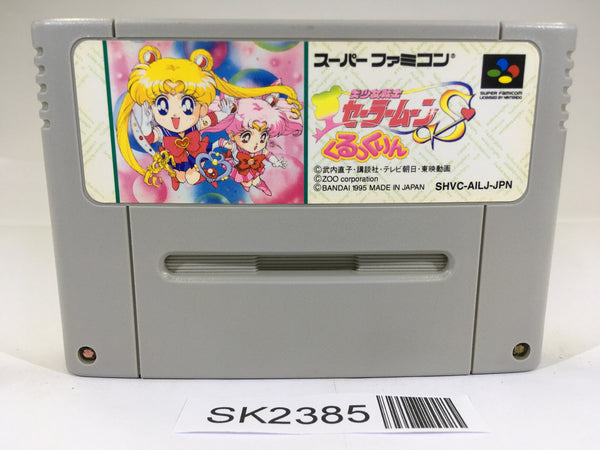 スーパーファミコン®
美少女戦士
セーラームーンS
くるっくりん
SUPER FAMICOM
LICENSED BY NINTENDO
©武内直子・講談社・テレビ朝日・東映動画
©ZOO corporation
©BANDAI 1995 MADE IN JAPAN
SHVC-AILJ-JPN
SK2385